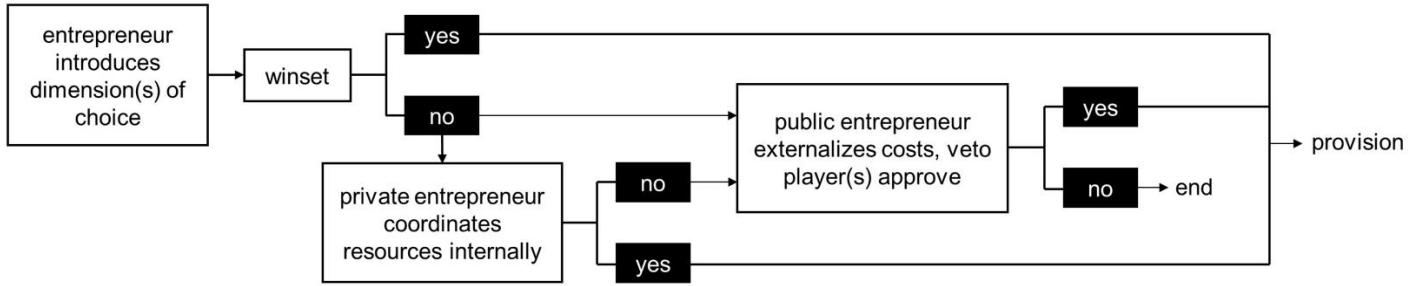 entrepreneur
introduces
dimension(s) of
choice
winset
yes
no
private entrepreneur
coordinates
resources internally
no
yes
public entrepreneur
externalizes costs, veto
player(s) approve
yes
no
end
provision